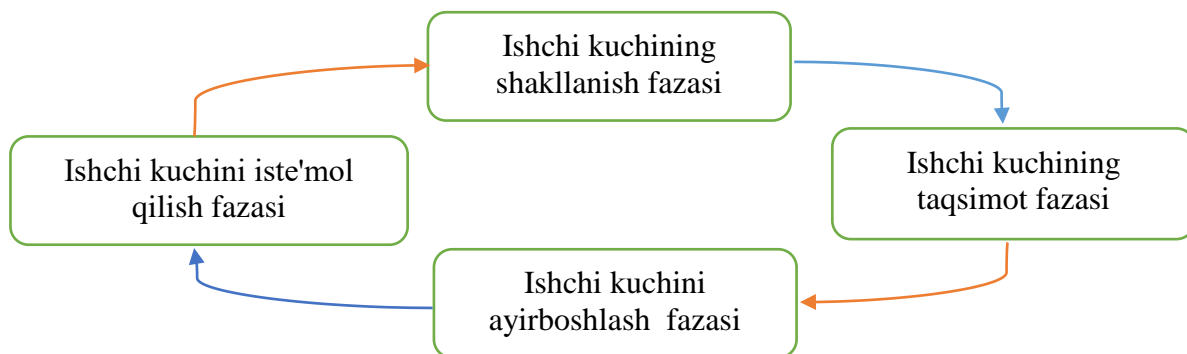 Ishchi kuchining
shakllanish fazasi
Ishchi kuchining
taqsimot fazasi
Ishchi kuchini
ayirboshlash fazasi
Ishchi kuchini iste'mol
qilish fazasi